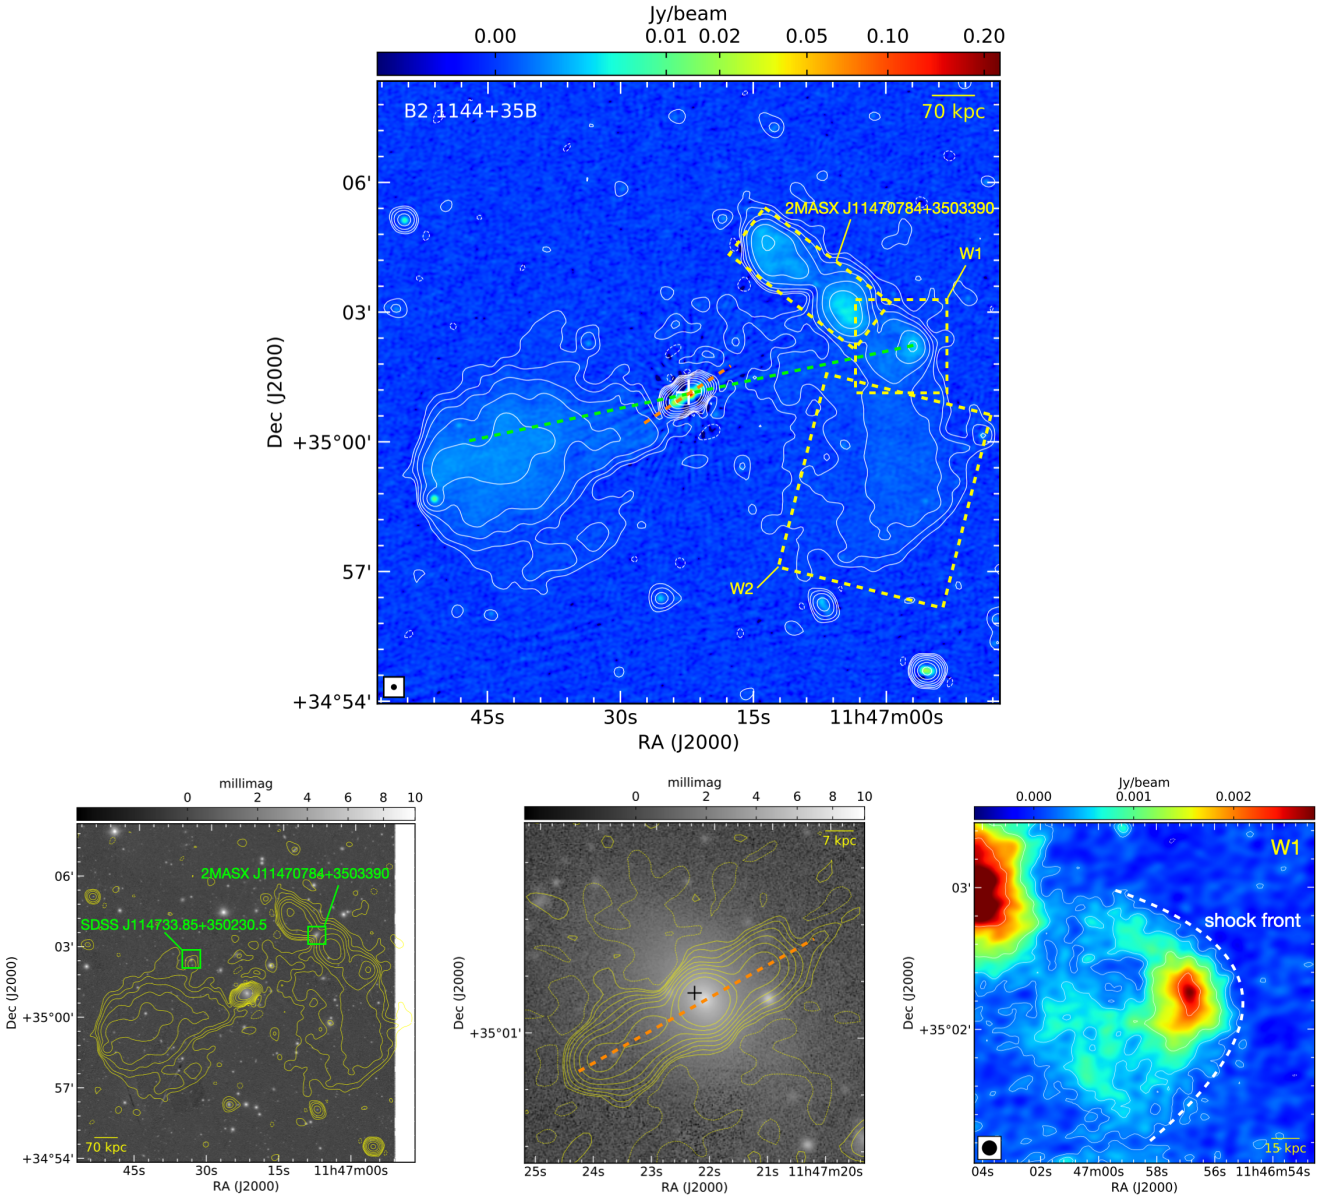 Jy/beam
0.00 0.01 0.02 0.05 0.10 0.20
B2 1144+35B
70 kpc
06'
2MASX J11470784+3503390
W1
03'
Dec (J2000)
+35°00'
57'
W2
+34°54'
45s 30s 15s 11h47m00s
RA (J2000)
millimag
0 2 4 6 8 10
06'
2MASX J11470784+3503390
SDSS J114733.85+350230.5
03'
Dec (J2000)
+35°00'
57'
70 kpc
+34°54'
45s 30s 15s 11h47m00s
RA (J2000)
millimag
0 2 4 6 8 10
7 kpc
Dec (J2000)
+35°01'
25s 24s 23s 22s 21s 11h47m20s
RA (J2000)
Jy/beam
0.000 0.001 0.002
W1
03'
shock front
Dec (J2000)
+35°02'
15 kpc
04s 02s 47m00s 58s 56s 11h46m54s
RA (J2000)